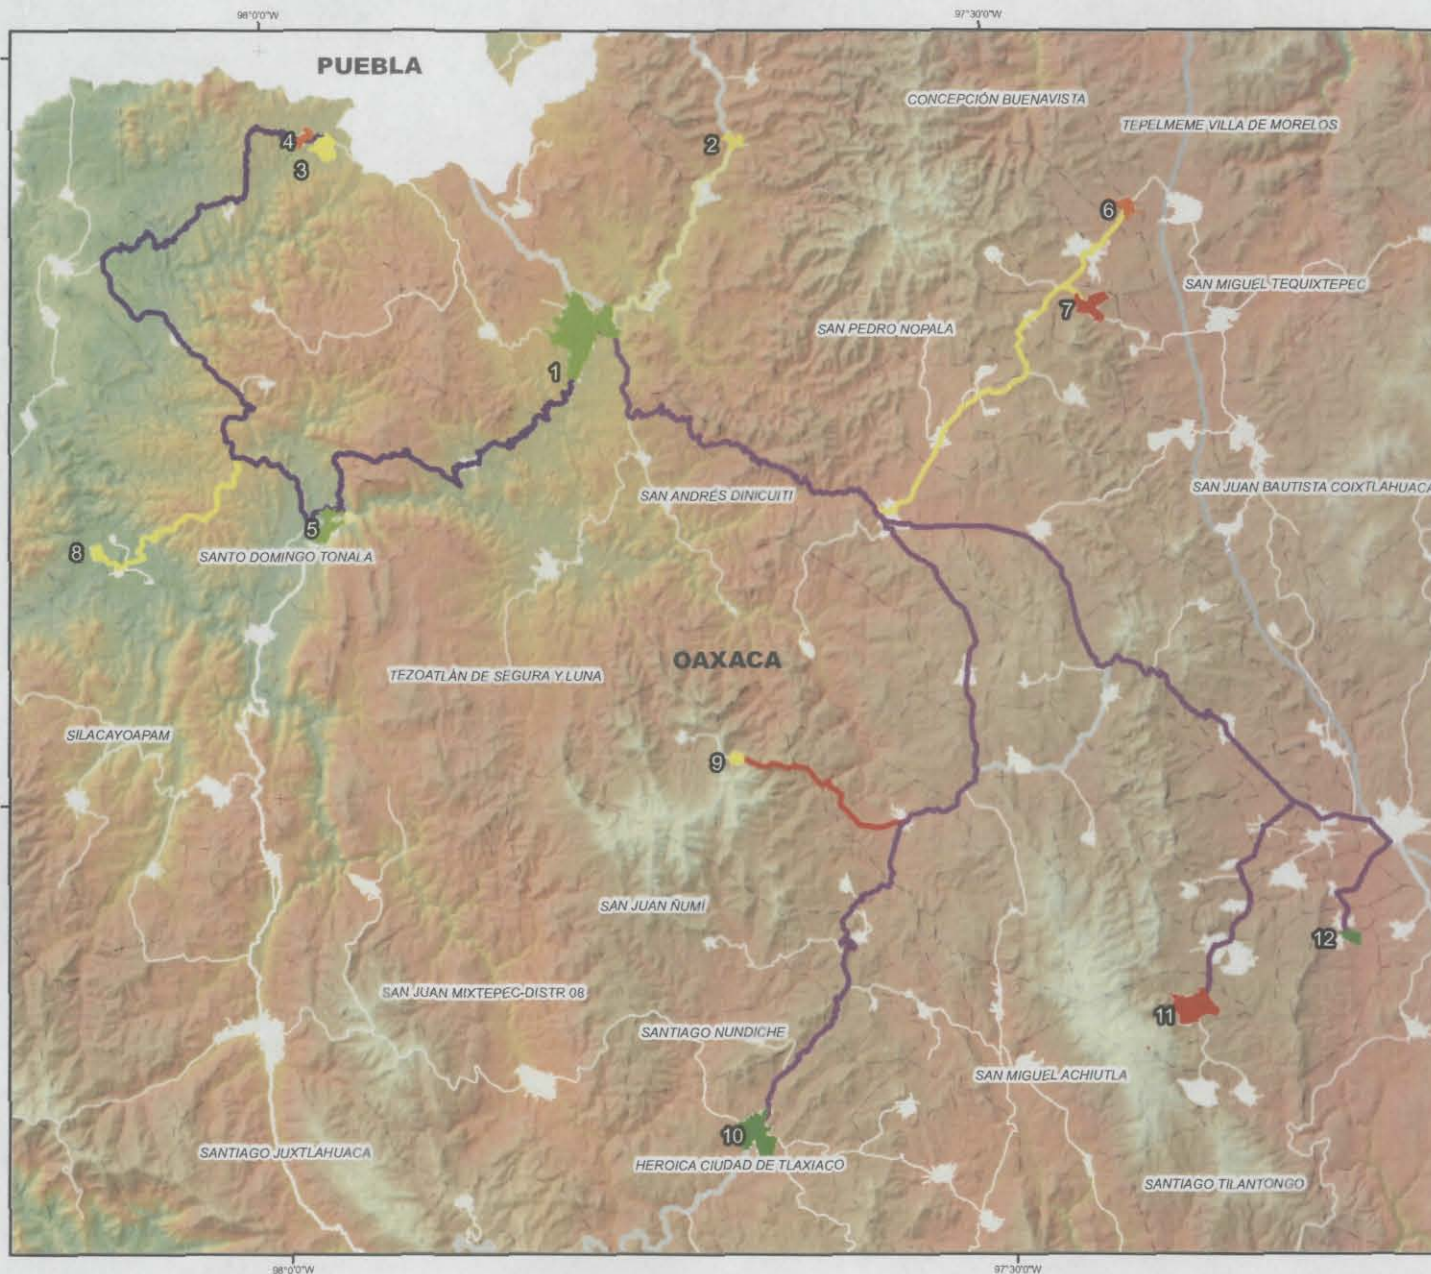 98°0'0"W
97°30'0"W
PUEBLA
CONCEPCIÓN BUENAVISTA
TEPELMEME VILLA DE MORELOS
4
3
2
6
SAN MIGUEL TEQUIXTEPEC
7
SAN PEDRO NOPALA
1
SAN JUAN BAUTISTA COIXTLAHUACA
SAN ANDRÉS DINICUITI
5
8
SANTO DOMINGO TONALÁ
OAXACA
TEZOATLÁN DE SEGURA Y LUNA
SILACAYOAPAM
9
SAN JUAN ÑUMÍ
12
SAN JUAN MIXTEPEC-DISTR 08
11
SANTIAGO NUNDICHE
SAN MIGUEL ACHIUTLA
10
SANTIAGO JUXTLAHUACA
HEROICA CIUDAD DE TLAXIACO
SANTIAGO TILANTONGO
98°0'0"W
97°30'0"W